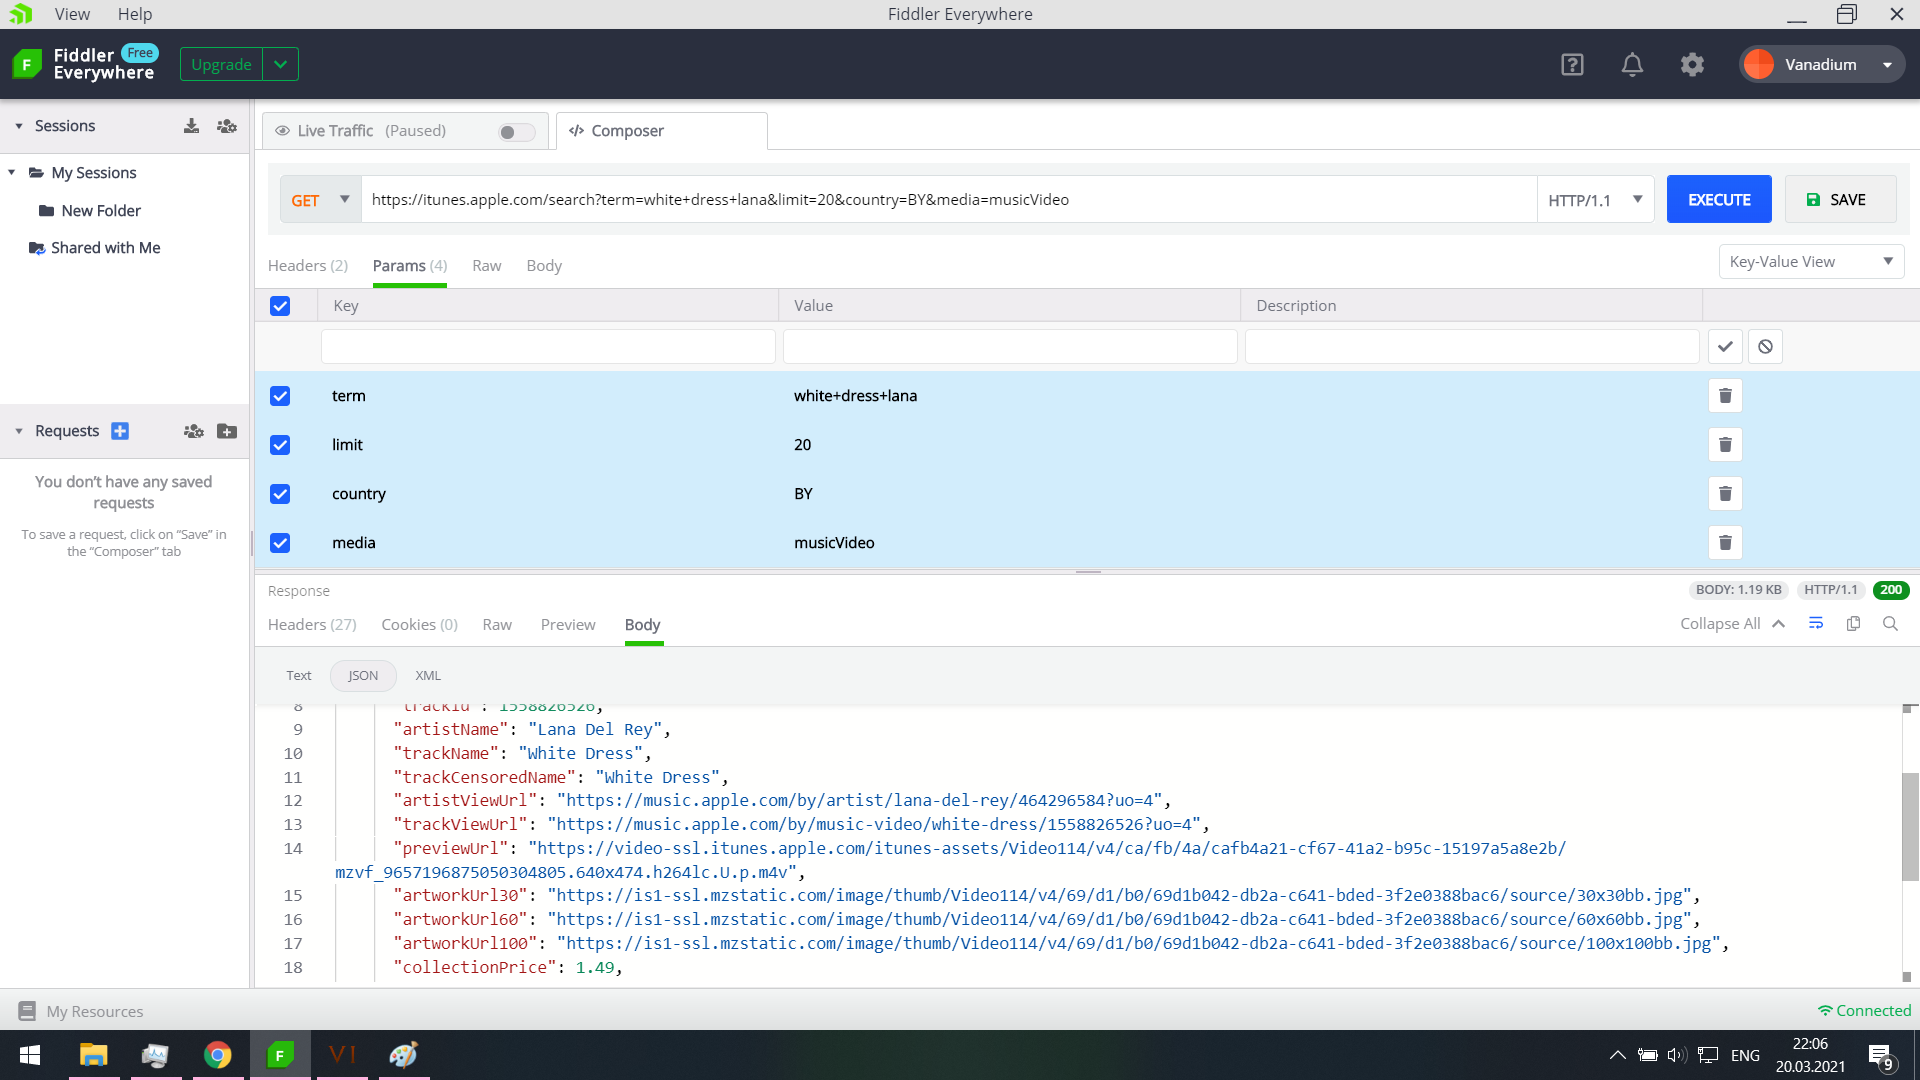 View Help Fiddler Everywhere
Fiddler Free
Everywhere
Upgrade
Vanadium
Sessions
My Sessions
New Folder
Shared with Me
Requests
You don't have any saved
requests
To save a request, click on “Save” in
the “Composer” tab
Live Traffic (Paused)
Composer
GET https://itunes.apple.com/search?term=white+dress+lana&limit=20&country=BY&media=musicVideo HTTP/1.1 EXECUTE SAVE
Headers (2) Params (4) Raw Body Key-Value View
Key Value Description
term white+dress+lana
limit 20
country BY
media musicVideo
Response BODY: 1.19 KB HTTP/1.1 200
Headers (27) Cookies (0) Raw Preview Body Collapse All
Text JSON XML
8 "trackId": 1558826526,
9 "artistName": "Lana Del Rey",
10 "trackName": "White Dress",
11 "trackCensoredName": "White Dress",
12 "artistViewUrl": "https://music.apple.com/by/artist/lana-del-rey/464296584?uo=4",
13 "trackViewUrl": "https://music.apple.com/by/music-video/white-dress/1558826526?uo=4",
14 "previewUrl": "https://video-ssl.itunes.apple.com/itunes-assets/Video114/v4/ca/fb/4a/cafb4a21-cf67-41a2-b95c-15197a5a8e2b/
mzvf_9657196875050304805.640x474.h264lc.U.p.m4v",
15 "artworkUrl30": "https://is1-ssl.mzstatic.com/image/thumb/Video114/v4/69/d1/b0/69d1b042-db2a-c641-bded-3f2e0388bac6/source/30x30bb.jpg",
16 "artworkUrl60": "https://is1-ssl.mzstatic.com/image/thumb/Video114/v4/69/d1/b0/69d1b042-db2a-c641-bded-3f2e0388bac6/source/60x60bb.jpg",
17 "artworkUrl100": "https://is1-ssl.mzstatic.com/image/thumb/Video114/v4/69/d1/b0/69d1b042-db2a-c641-bded-3f2e0388bac6/source/100x100bb.jpg",
18 "collectionPrice": 1.49,
My Resources Connected
F VI ENG 22:06
20.03.2021 9